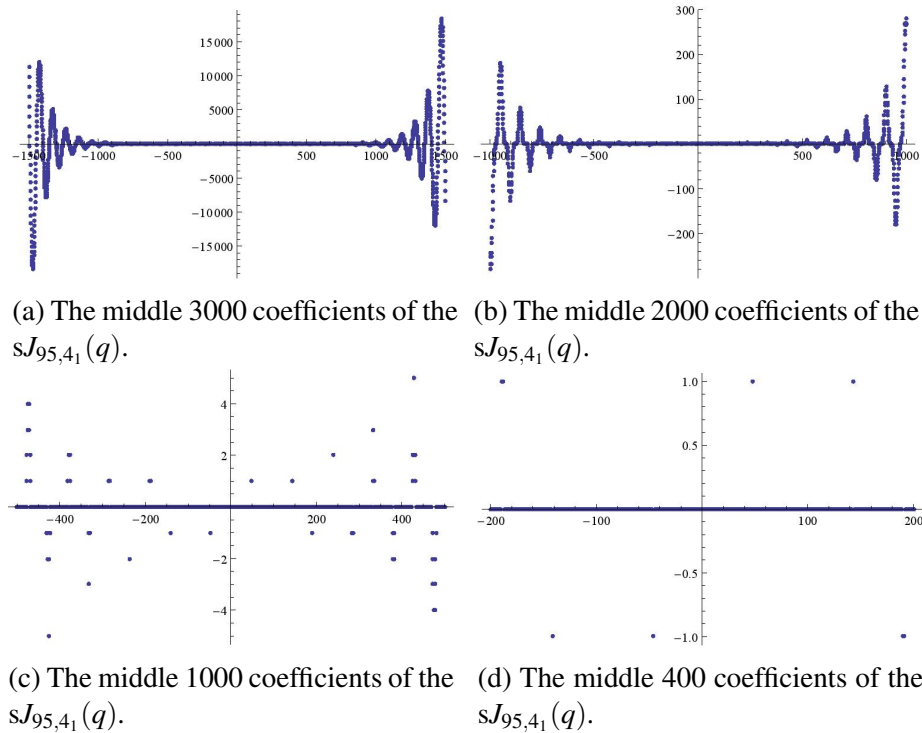 15000
10000
5000
-1500 -1000 -500 500 1000 1500
-5000
-10000
-15000
300
200
100
-1000 -500 500 1000
-100
-200
(a) The middle 3000 coefficients of the
sJ₉₅,₄₁(q).
(b) The middle 2000 coefficients of the
sJ₉₅,₄₁(q).
4
2
-400 -200 200 400
-2
-4
1.0
0.5
-200 -100 100 200
-0.5
-1.0
(c) The middle 1000 coefficients of the
sJ₉₅,₄₁(q).
(d) The middle 400 coefficients of the
sJ₉₅,₄₁(q).